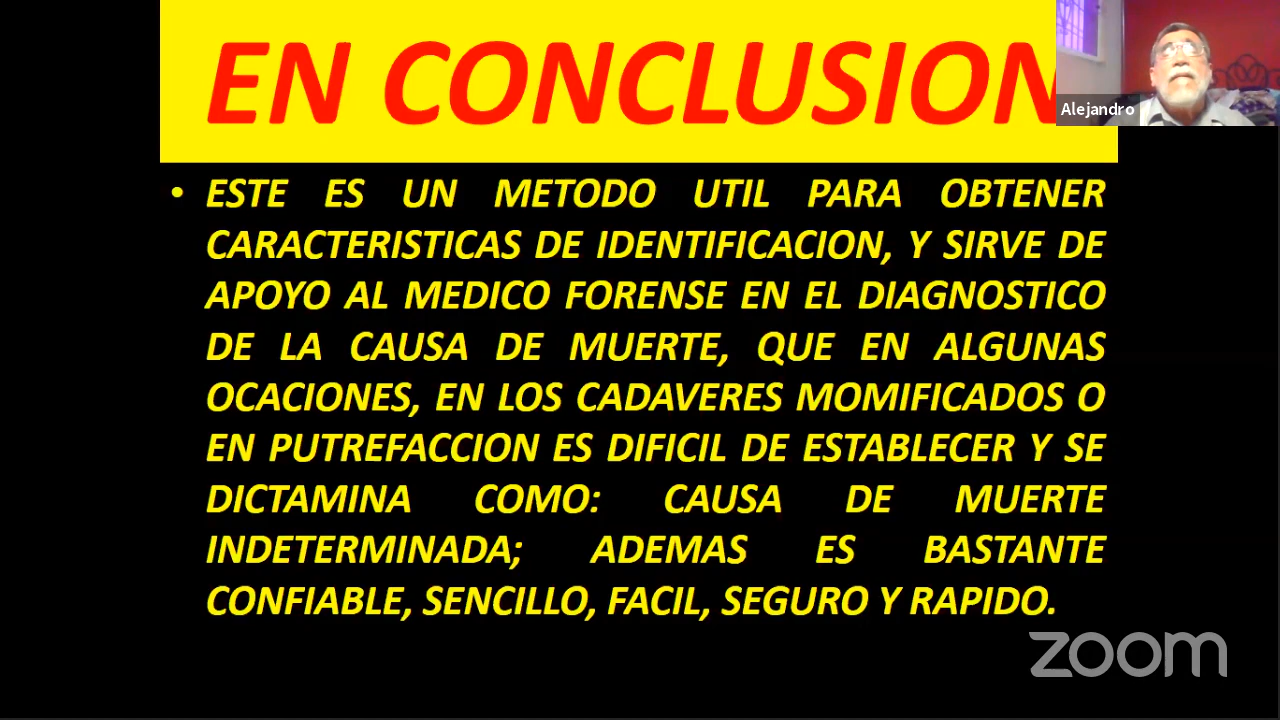 EN CONCLUSION
Alejandro
• ESTE ES UN METODO UTIL PARA OBTENER
CARACTERISTICAS DE IDENTIFICACION, Y SIRVE DE
APOYO AL MEDICO FORENSE EN EL DIAGNOSTICO
DE LA CAUSA DE MUERTE, QUE EN ALGUNAS
OCACIONES, EN LOS CADAVERES MOMIFICADOS O
EN PUTREFACCION ES DIFICIL DE ESTABLECER Y SE
DICTAMINA COMO: CAUSA DE MUERTE
INDETERMINADA; ADEMAS ES BASTANTE
CONFIABLE, SENCILLO, FACIL, SEGURO Y RAPIDO.
zoom